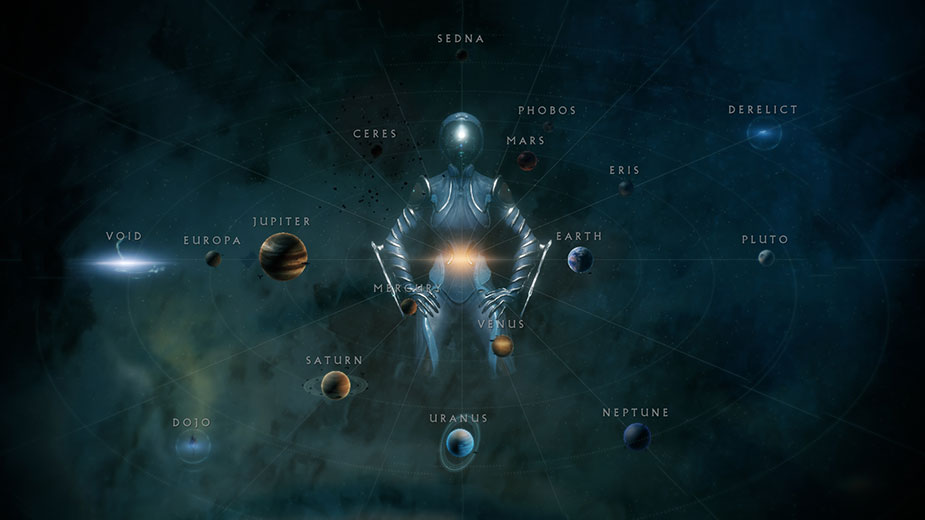 SEDNA
PHOBOS
DERELICT
CERES
MARS
ERIS
JUPITER
VOID
EUROPA
EARTH
PLUTO
MERCURY
VENUS
SATURN
URANUS
NEPTUNE
DOJO